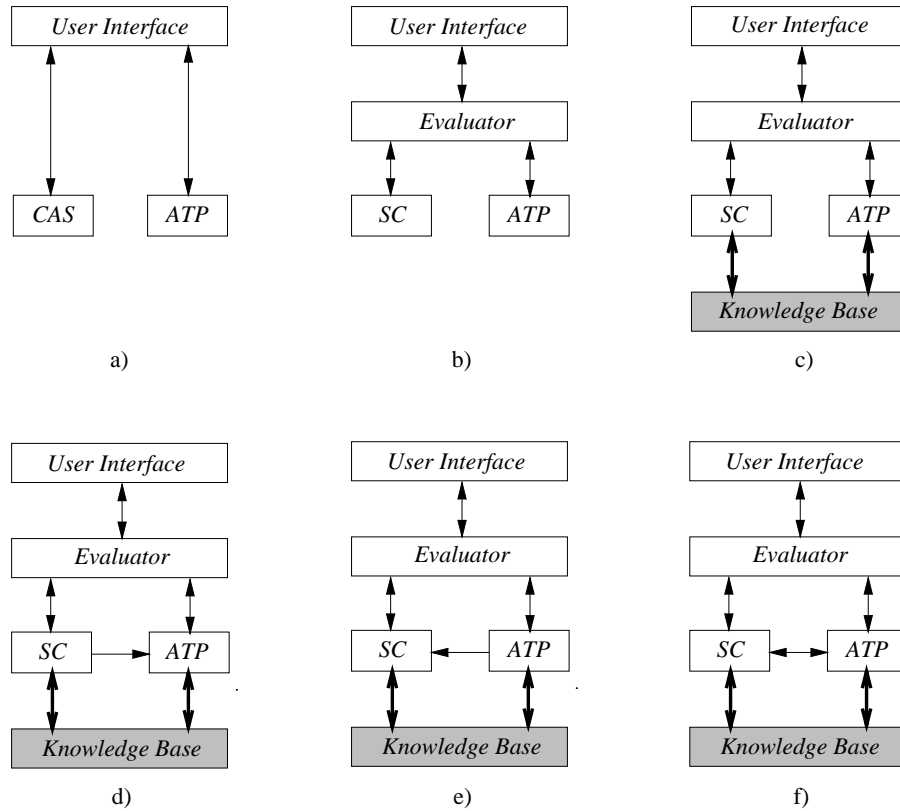 User Interface
CAS
ATP
a)
User Interface
Evaluator
SC
ATP
b)
User Interface
Evaluator
SC
ATP
Knowledge Base
c)
User Interface
Evaluator
SC
ATP
Knowledge Base
d)
User Interface
Evaluator
SC
ATP
Knowledge Base
e)
User Interface
Evaluator
SC
ATP
Knowledge Base
f)